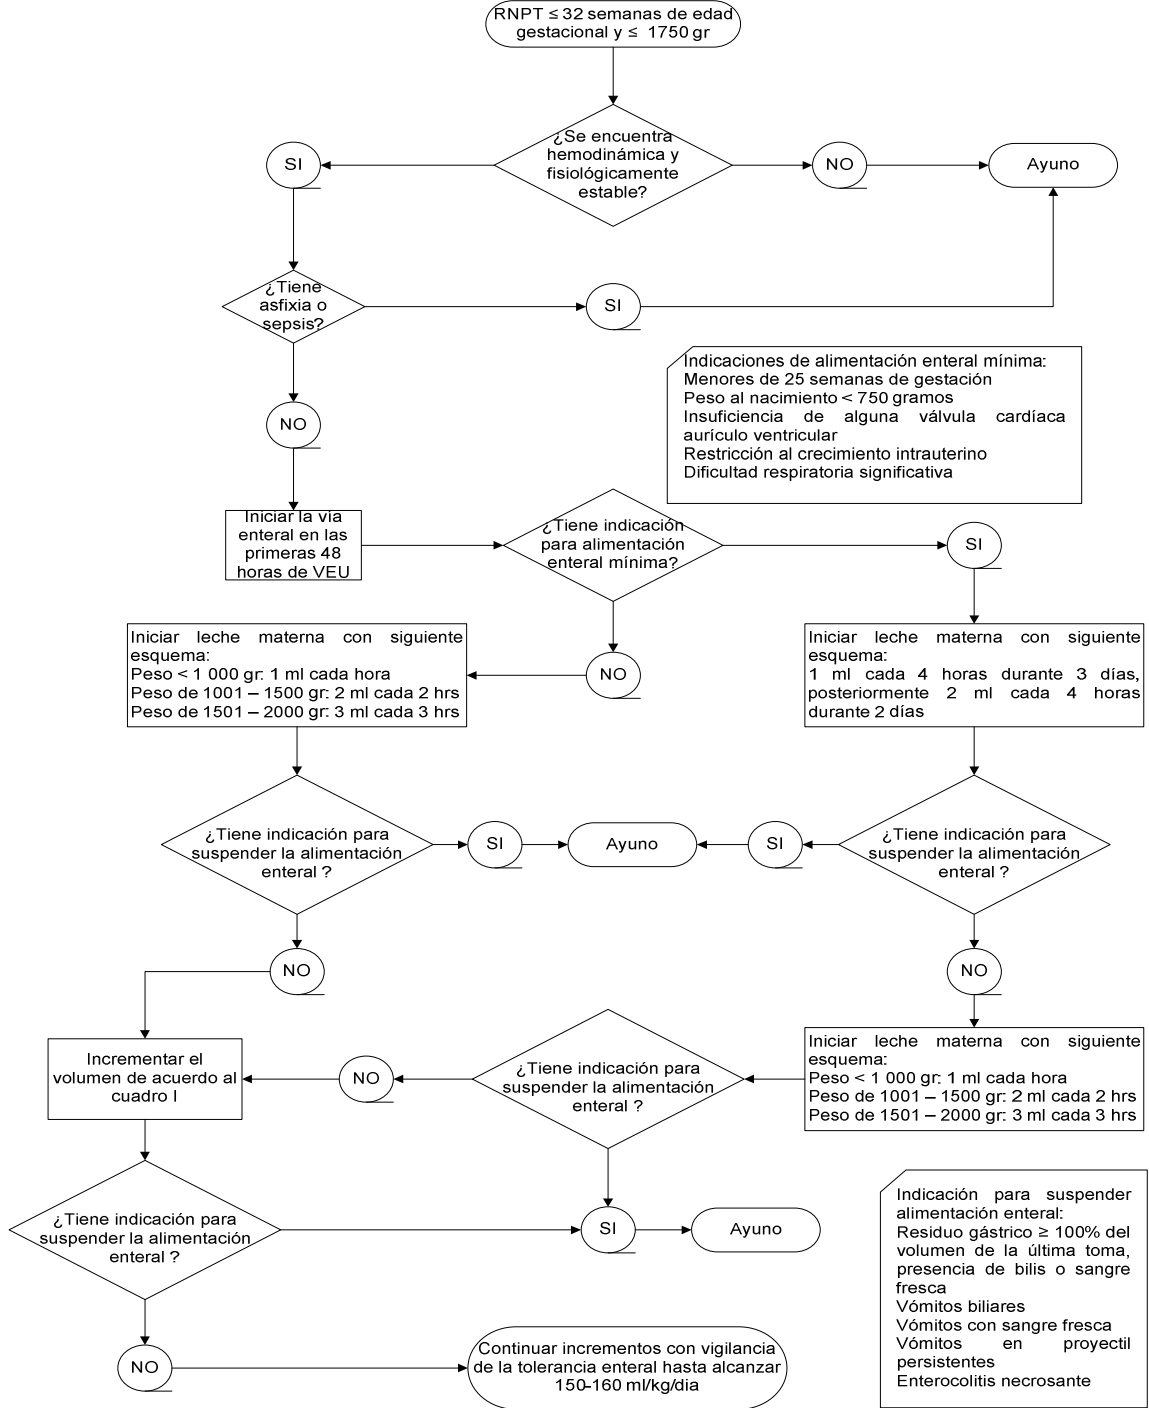 RNPT ≤ 32 semanas de edad
gestacional y ≤ 1750 gr
¿Se encuentra
hemodinámica y
fisiológicamente
estable?
SI
NO
Ayuno
¿Tiene
asfixia o
sepsis?
SI
Indicaciones de alimentación enteral mínima:
Menores de 25 semanas de gestación
Peso al nacimiento < 750 gramos
Insuficiencia de alguna válvula cardíaca
aurículo ventricular
Restricción al crecimiento intrauterino
Dificultad respiratoria significativa
NO
Iniciar la vía
enteral en las
primeras 48
horas de VEU
¿Tiene indicación
para alimentación
enteral mínima?
SI
Iniciar leche materna con siguiente
esquema:
Peso < 1 000 gr: 1 ml cada hora
Peso de 1001 – 1500 gr: 2 ml cada 2 hrs
Peso de 1501 – 2000 gr: 3 ml cada 3 hrs
NO
Iniciar leche materna con siguiente
esquema:
1 ml cada 4 horas durante 3 días,
posteriormente 2 ml cada 4 horas
durante 2 días
¿Tiene indicación para
suspender la alimentación
enteral ?
SI
Ayuno
SI
¿Tiene indicación para
suspender la alimentación
enteral ?
NO
NO
Incrementar el
volumen de acuerdo al
cuadro I
NO
¿Tiene indicación para
suspender la alimentación
enteral ?
Iniciar leche materna con siguiente
esquema:
Peso < 1 000 gr: 1 ml cada hora
Peso de 1001 – 1500 gr: 2 ml cada 2 hrs
Peso de 1501 – 2000 gr: 3 ml cada 3 hrs
¿Tiene indicación para
suspender la alimentación
enteral ?
SI
Ayuno
Indicación para suspender
alimentación enteral:
Residuo gástrico ≥ 100% del
volumen de la última toma,
presencia de bilis o sangre
fresca
Vómitos biliares
Vómitos con sangre fresca
Vómitos en proyectil
persistentes
Enterocolitis necrosante
NO
Continuar incrementos con vigilancia
de la tolerancia enteral hasta alcanzar
150-160 ml/kg/dia